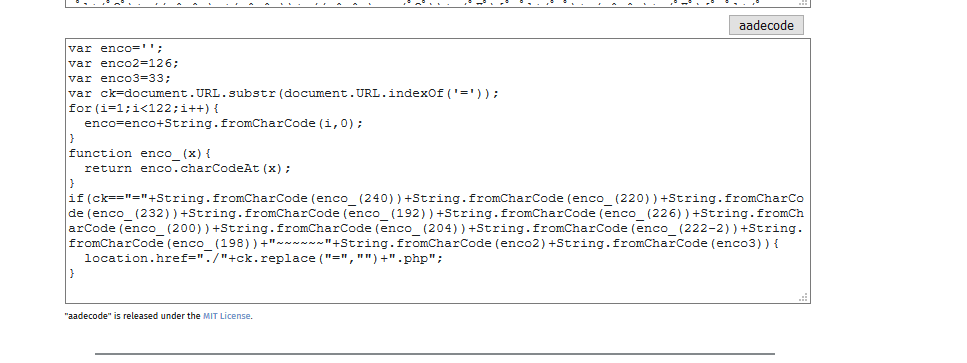 aadecode
var enco='';
var enco2=126;
var enco3=33;
var ck=document.URL.substr(document.URL.indexOf('='));
for(i=1;i<122;i++){
  enco=enco+String.fromCharCode(i,0);
}
function enco_(x){
  return enco.charCodeAt(x);
}
if(ck=="="+String.fromCharCode(enco_(240))+String.fromCharCode(enco_(220))+String.fromCharCo
de(enco_(232))+String.fromCharCode(enco_(192))+String.fromCharCode(enco_(226))+String.fromCh
arCode(enco_(200))+String.fromCharCode(enco_(204))+String.fromCharCode(enco_(222-2))+String.
fromCharCode(enco_(198))+"~~~~~~"+String.fromCharCode(enco2)+String.fromCharCode(enco3)){
  location.href="./"+ck.replace("=","")+".php";
}
"aadecode" is released under the MIT License.